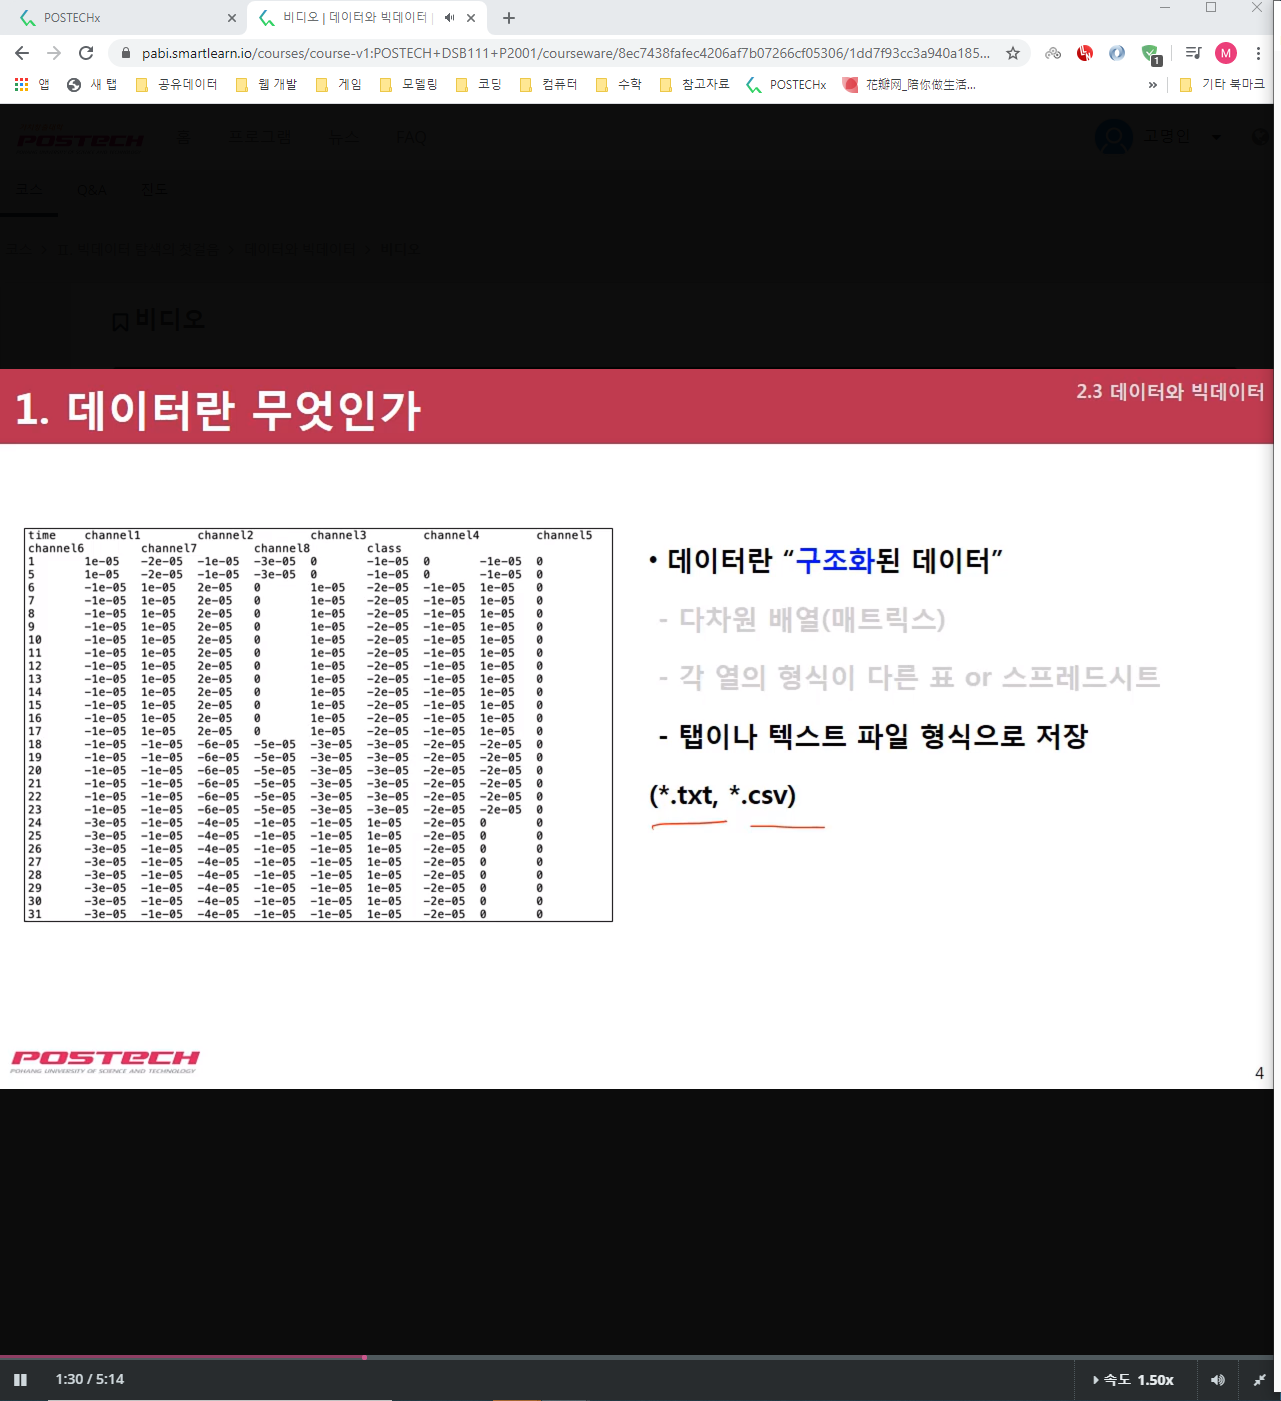 POSTECHx
비디오 | 데이터와 빅데이터 |
pabi.smartlearn.io/courses/course-v1:POSTECH+DSB111+P2001/courseware/8ec7438fafec4206af7b07266cf05306/1dd7f93cc3a940a185...
1
M
앱 새 탭 공유데이터 웹 개발 게임 모델링 코딩 컴퓨터 수학 참고자료 POSTECHx 花瓣网_陪你做生活... » 기타 북마크
POSTECH 홈 프로그램 뉴스 FAQ 고명인
코스 Q&A 진도
비디오
1. 데이터란 무엇인가
2.3 데이터와 빅데이터
time channel1 channel2 channel3 channel4 channel5
channel6 channel7 channel8 class
1 1e-05 -2e-05 -1e-05 -3e-05 0 -1e-05 0 -1e-05 0
5 1e-05 -2e-05 -1e-05 -3e-05 0 -1e-05 0 -1e-05 0
6 -1e-05 1e-05 2e-05 0 1e-05 -2e-05 -1e-05 1e-05 0
7 -1e-05 1e-05 2e-05 0 1e-05 -2e-05 -1e-05 1e-05 0
8 -1e-05 1e-05 2e-05 0 1e-05 -2e-05 -1e-05 1e-05 0
9 -1e-05 1e-05 2e-05 0 1e-05 -2e-05 -1e-05 1e-05 0
10 -1e-05 1e-05 2e-05 0 1e-05 -2e-05 -1e-05 1e-05 0
11 -1e-05 1e-05 2e-05 0 1e-05 -2e-05 -1e-05 1e-05 0
12 -1e-05 1e-05 2e-05 0 1e-05 -2e-05 -1e-05 1e-05 0
13 -1e-05 1e-05 2e-05 0 1e-05 -2e-05 -1e-05 1e-05 0
14 -1e-05 1e-05 2e-05 0 1e-05 -2e-05 -1e-05 1e-05 0
15 -1e-05 1e-05 2e-05 0 1e-05 -2e-05 -1e-05 1e-05 0
16 -1e-05 1e-05 2e-05 0 1e-05 -2e-05 -1e-05 1e-05 0
17 -1e-05 1e-05 2e-05 0 1e-05 -2e-05 -1e-05 1e-05 0
18 -1e-05 -1e-05 -6e-05 -5e-05 -3e-05 -3e-05 -2e-05 -2e-05 0
19 -1e-05 -1e-05 -6e-05 -5e-05 -3e-05 -3e-05 -2e-05 -2e-05 0
20 -1e-05 -1e-05 -6e-05 -5e-05 -3e-05 -3e-05 -2e-05 -2e-05 0
21 -1e-05 -1e-05 -6e-05 -5e-05 -3e-05 -3e-05 -2e-05 -2e-05 0
22 -1e-05 -1e-05 -6e-05 -5e-05 -3e-05 -3e-05 -2e-05 -2e-05 0
23 -1e-05 -1e-05 -6e-05 -5e-05 -3e-05 -3e-05 -2e-05 -2e-05 0
24 -3e-05 -1e-05 -4e-05 -1e-05 -1e-05 1e-05 -2e-05 0 0
25 -3e-05 -1e-05 -4e-05 -1e-05 -1e-05 1e-05 -2e-05 0 0
26 -3e-05 -1e-05 -4e-05 -1e-05 -1e-05 1e-05 -2e-05 0 0
27 -3e-05 -1e-05 -4e-05 -1e-05 -1e-05 1e-05 -2e-05 0 0
28 -3e-05 -1e-05 -4e-05 -1e-05 -1e-05 1e-05 -2e-05 0 0
29 -3e-05 -1e-05 -4e-05 -1e-05 -1e-05 1e-05 -2e-05 0 0
30 -3e-05 -1e-05 -4e-05 -1e-05 -1e-05 1e-05 -2e-05 0 0
31 -3e-05 -1e-05 -4e-05 -1e-05 -1e-05 1e-05 -2e-05 0 0
• 데이터란 “구조화된 데이터”
- 다차원 배열(매트릭스)
- 각 열의 형식이 다른 표 or 스프레드시트
- 탭이나 텍스트 파일 형식으로 저장
(*.txt, *.csv)
POSTECH
POHANG UNIVERSITY OF SCIENCE AND TECHNOLOGY
4
1:30 / 5:14
속도 1.50x